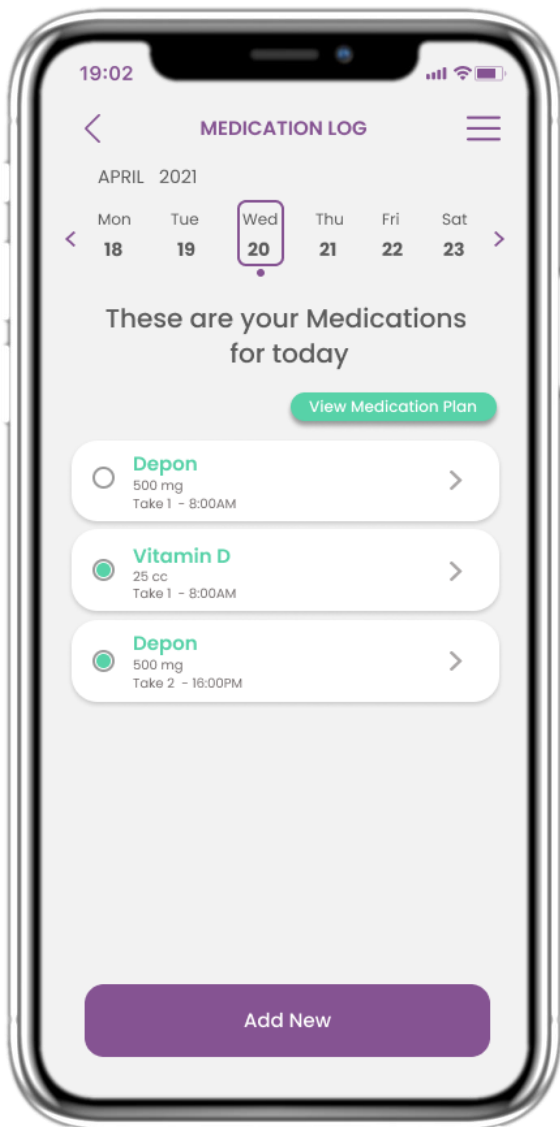 19:02
MEDICATION LOG
APRIL 2021
Mon Tue Wed Thu Fri Sat
18 19 20 21 22 23
These are your Medications
for today
View Medication Plan
Depon
500 mg
Take 1 - 8:00AM
Vitamin D
25 cc
Take 1 - 8:00AM
Depon
500 mg
Take 2 - 16:00PM
Add New